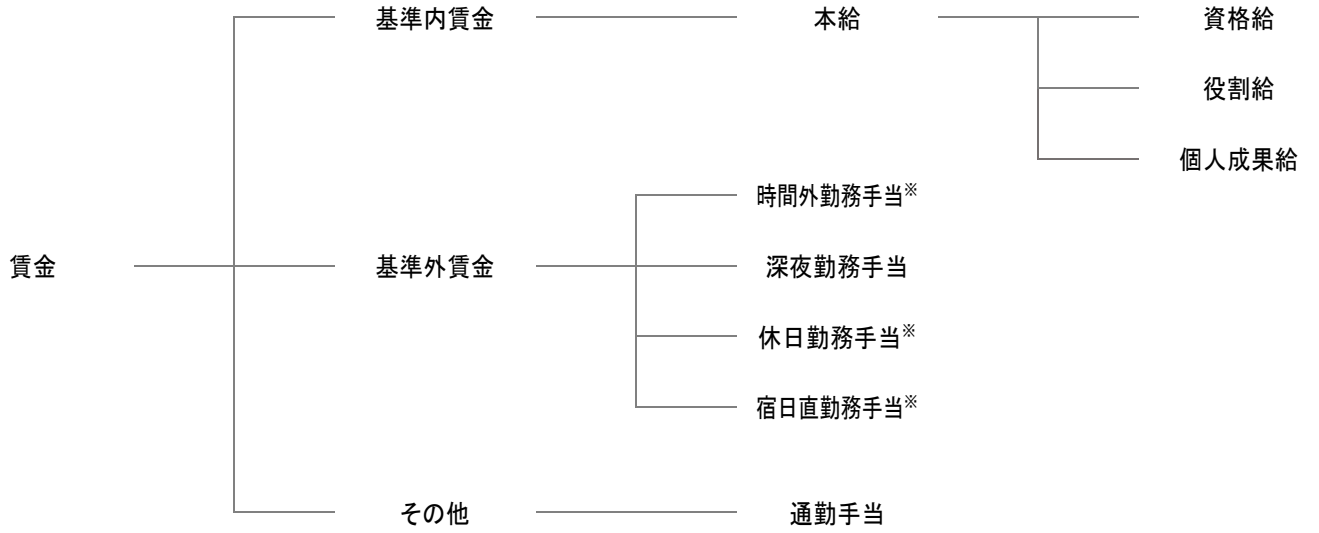 基準内賃金 本給 資格給
役割給
個人成果給
時間外勤務手当※
賃金 基準外賃金 深夜勤務手当
休日勤務手当※
宿日直勤務手当※
その他 通勤手当